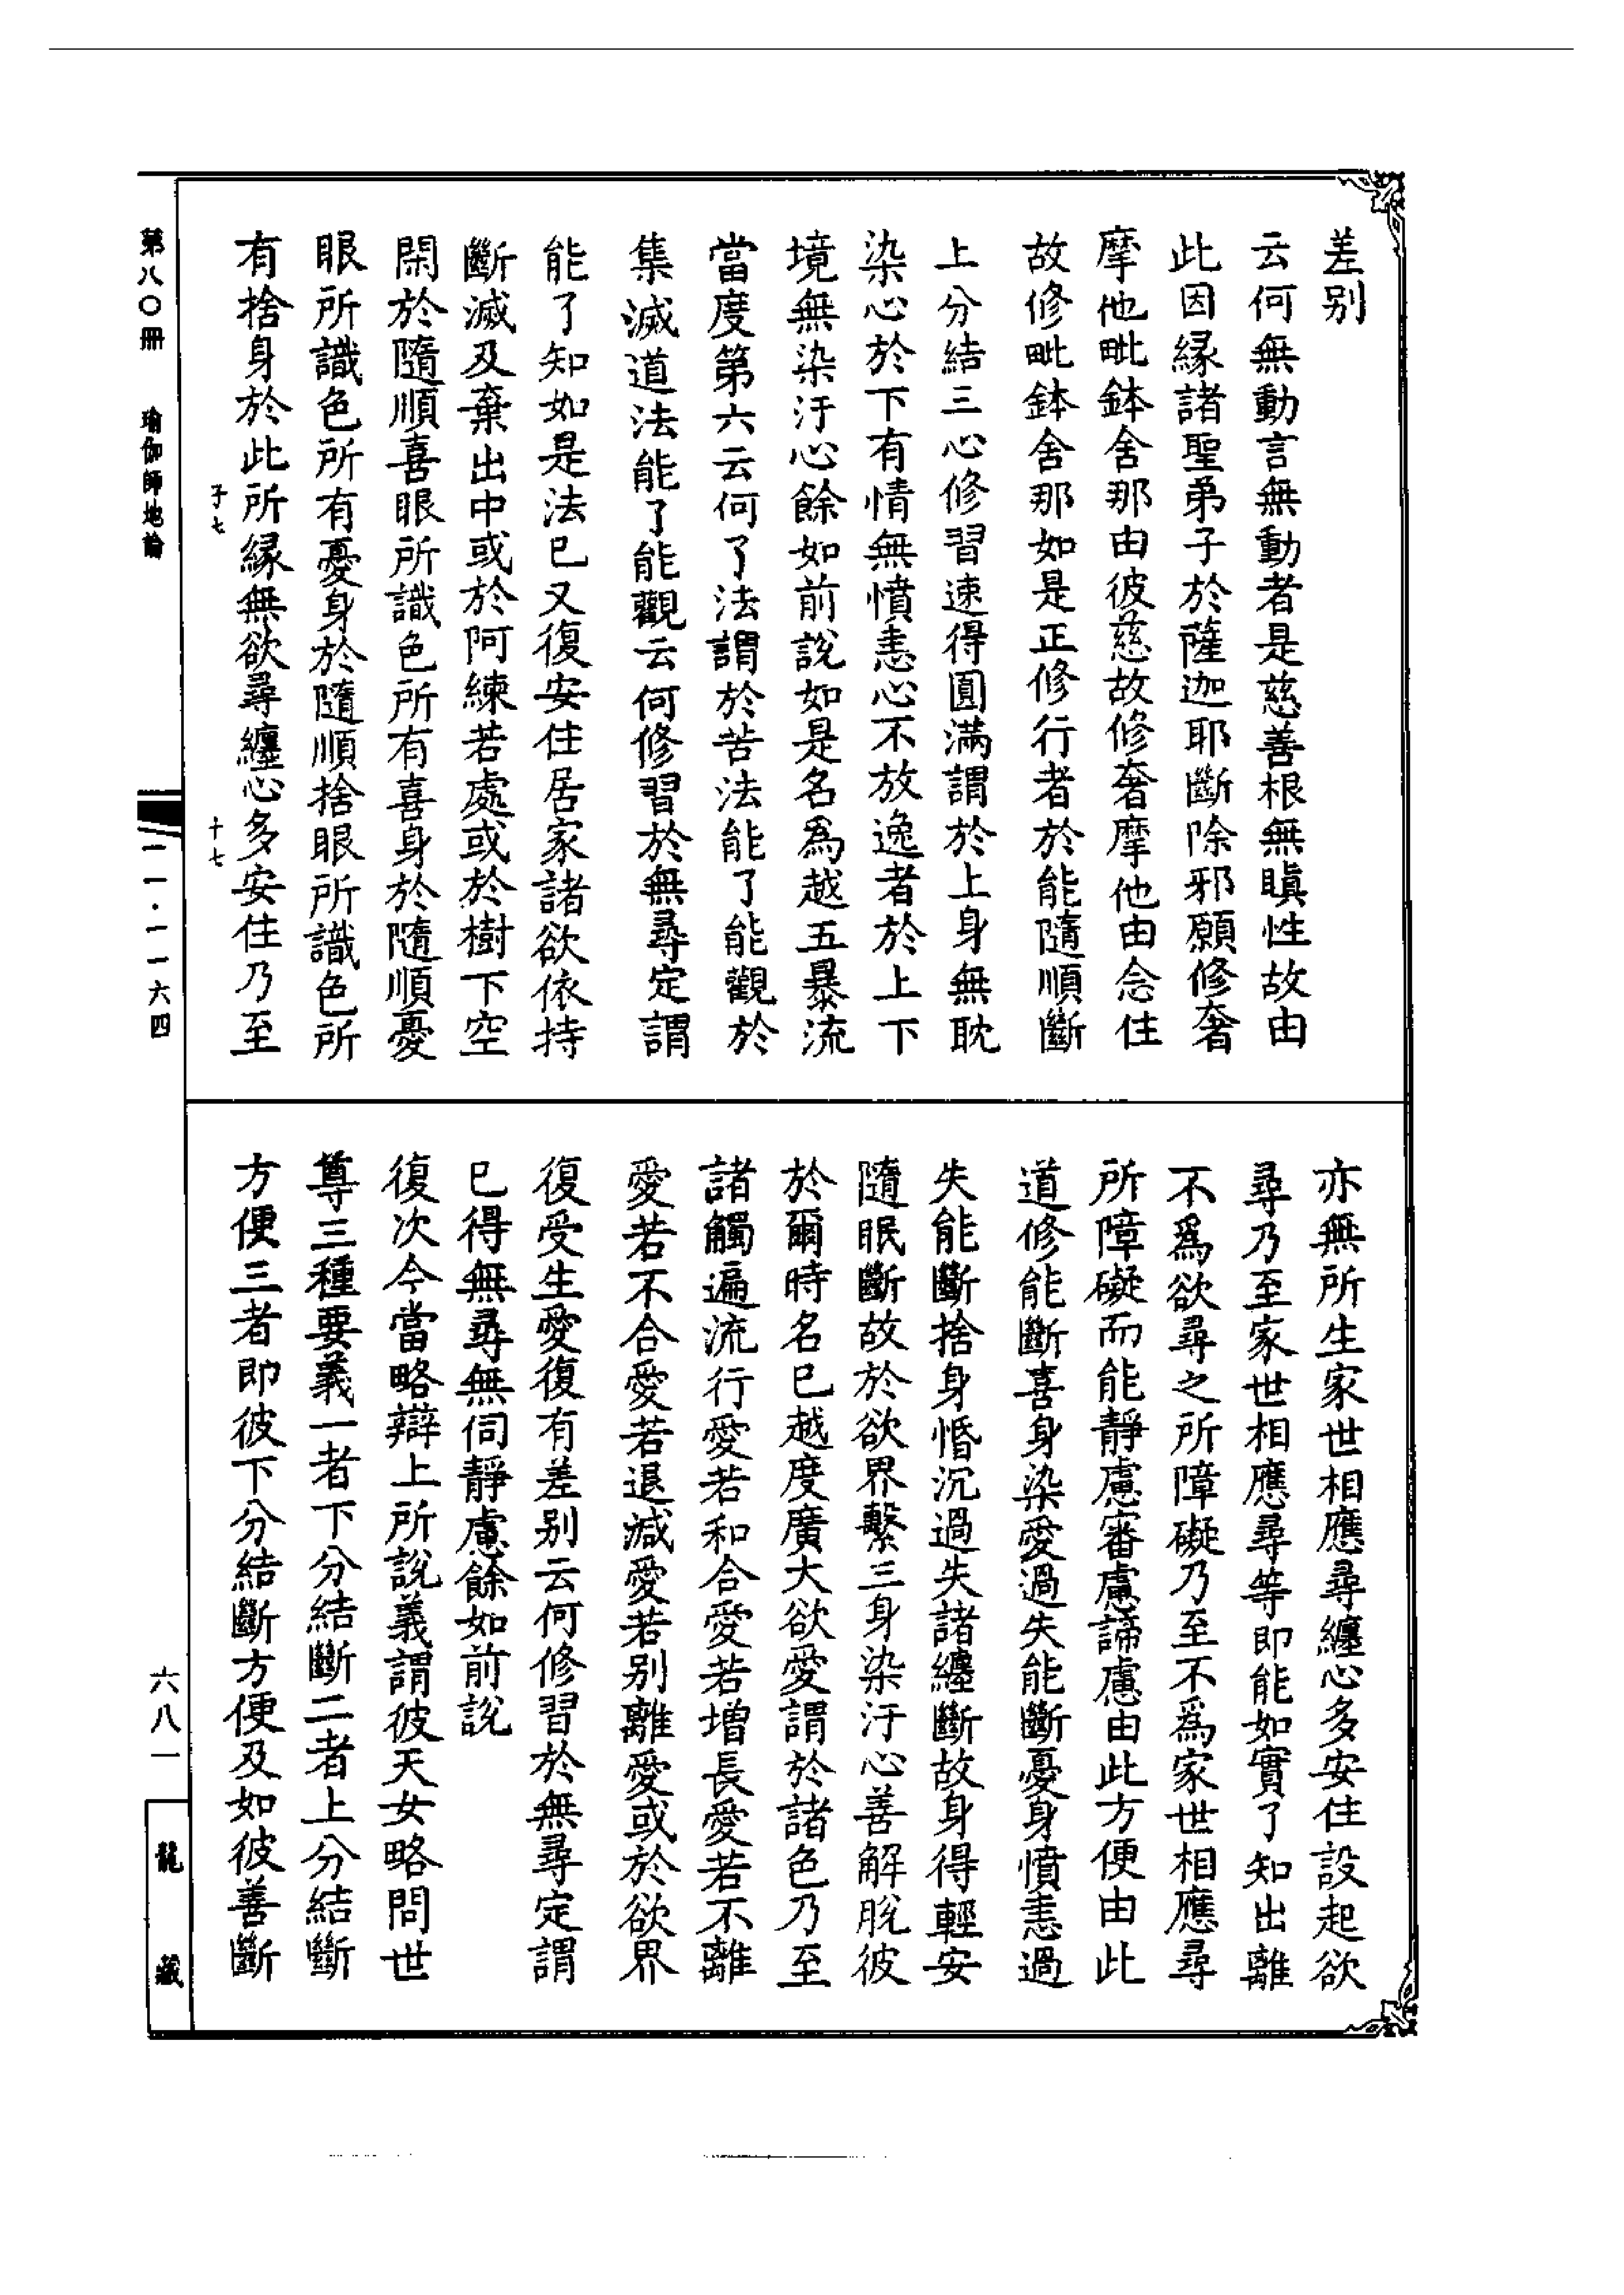 差别
云何無動言無動者是慈善根無瞋性故由
此因緣諸聖弟子於薩迦耶斷除邪願修奢
摩他毗鉢舍那由彼慈故修奢摩他由念住
故修毗鉢舍那如是正修行者於能隨順斷
上分結三心修習速得圓滿謂於上身無耽
染心於下有情無憤恚心不放逸者於上下
境無染汙心餘如前說如是名為越五暴流
當度第六云何了法謂於苦法能了能觀於
集滅道法能了能觀云何修習於無尋定謂
能了知如是法已又復安住居家諸欲依持
斷滅及棄出中或於阿練若處或於樹下空
閑於隨順喜眼所識色所有喜身於隨順憂
眼所識色所有憂身於隨順捨眼所識色所
有捨身於此所緣無欲尋纏心多安住乃至
亦無所生家世相應尋纏心多安住設起欲
尋乃至家世相應尋等即能如實了知出離
不爲欲尋之所障礙乃至不爲家世相應尋
所障礙而能靜慮審慮諦慮由此方便由此
道修能斷喜身染愛過失能斷憂身憤恚過
失能斷捨身惛沉過失諸纏斷故身得輕安
隨眠斷故於欲界繫三身染汙心善解脫彼
於爾時名已越度廣大欲愛謂於諸色乃至
諸觸遍流行愛若和合愛若增長愛若不離
愛若不合愛若退減愛若别離愛或於欲界
復受生愛復有差别云何修習於無尋定謂
已得無尋無伺靜慮餘如前說
復次今當略辯上所說義謂彼天女略問世
尊三種要義一者下分結斷二者上分結斷
方便三者即彼下分結斷方便及如彼善斷
子七
十七
第八〇冊
瑜伽師地論
二一·一一六四
六八一
龍藏